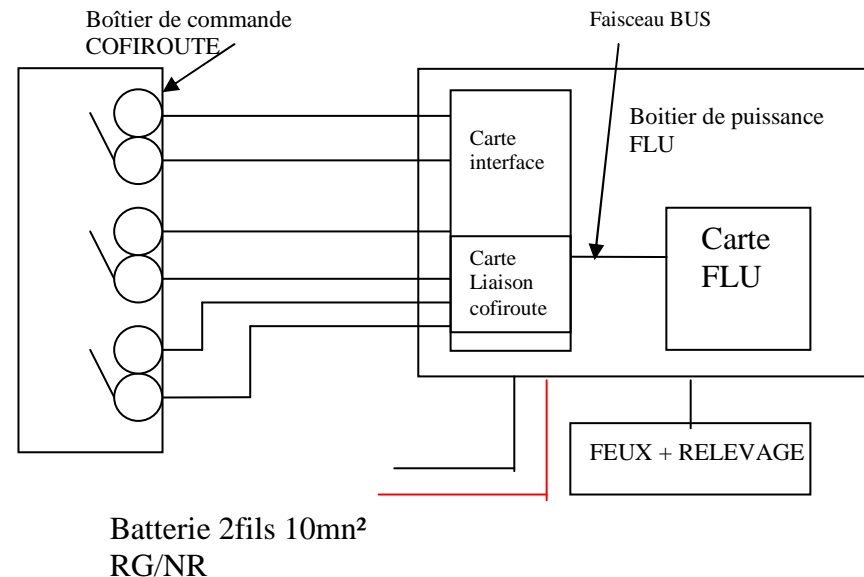 Boîtier de commande
COFIROUTE
Faisceau BUS
Boitier de puissance
FLU
Carte
interface
Carte
Liaison
cofiroute
Carte
FLU
FEUX + RELEVAGE
Batterie 2fils 10mn²
RG/NR